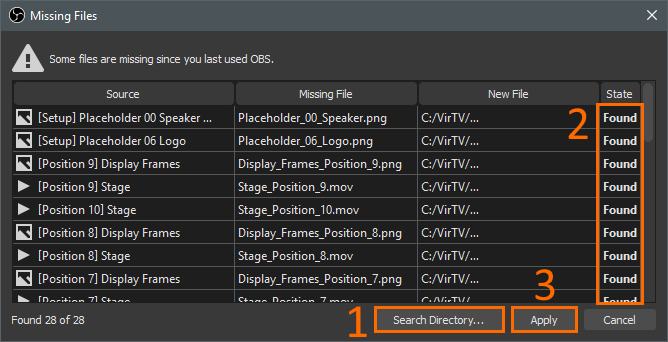 Missing Files
Some files are missing since you last used OBS.
Source Missing File New File State
[Setup] Placeholder 00 Speaker ... Placeholder_00_Speaker.png C:/VirTV/... Found
[Setup] Placeholder 06 Logo Placeholder_06_Logo.png C:/VirTV/... Found
[Position 9] Display Frames Display_Frames_Position_9.png C:/VirTV/... Found
[Position 9] Stage Stage_Position_9.mov C:/VirTV/... Found
[Position 10] Stage Stage_Position_10.mov C:/VirTV/... Found
[Position 8] Display Frames Display_Frames_Position_8.png C:/VirTV/... Found
[Position 8] Stage Stage_Position_8.mov C:/VirTV/... Found
[Position 7] Display Frames Display_Frames_Position_7.png C:/VirTV/... Found
[Position 7] Stage Stage_Position_7.mov C:/VirTV/... Found
2
3
Found 28 of 28 1 Search Directory... Apply Cancel